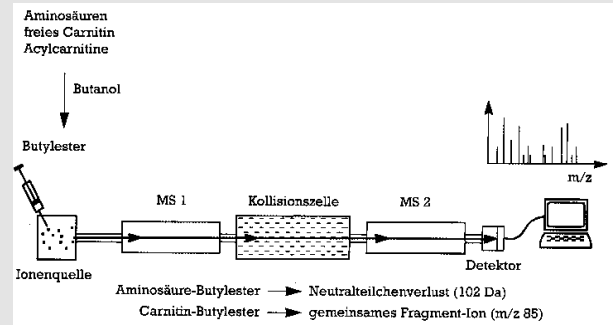 Aminosäuren
freies Carnitin
Acylcarnitine
Butanol
Butylester
m/z
MS 1
Kollisionszelle
MS 2
Ionenquelle
Detektor
Aminosäure-Butylester → Neutralteilchenverlust (102 Da)
Carnitin-Butylester → gemeinsames Fragment-Ion (m/z 85)